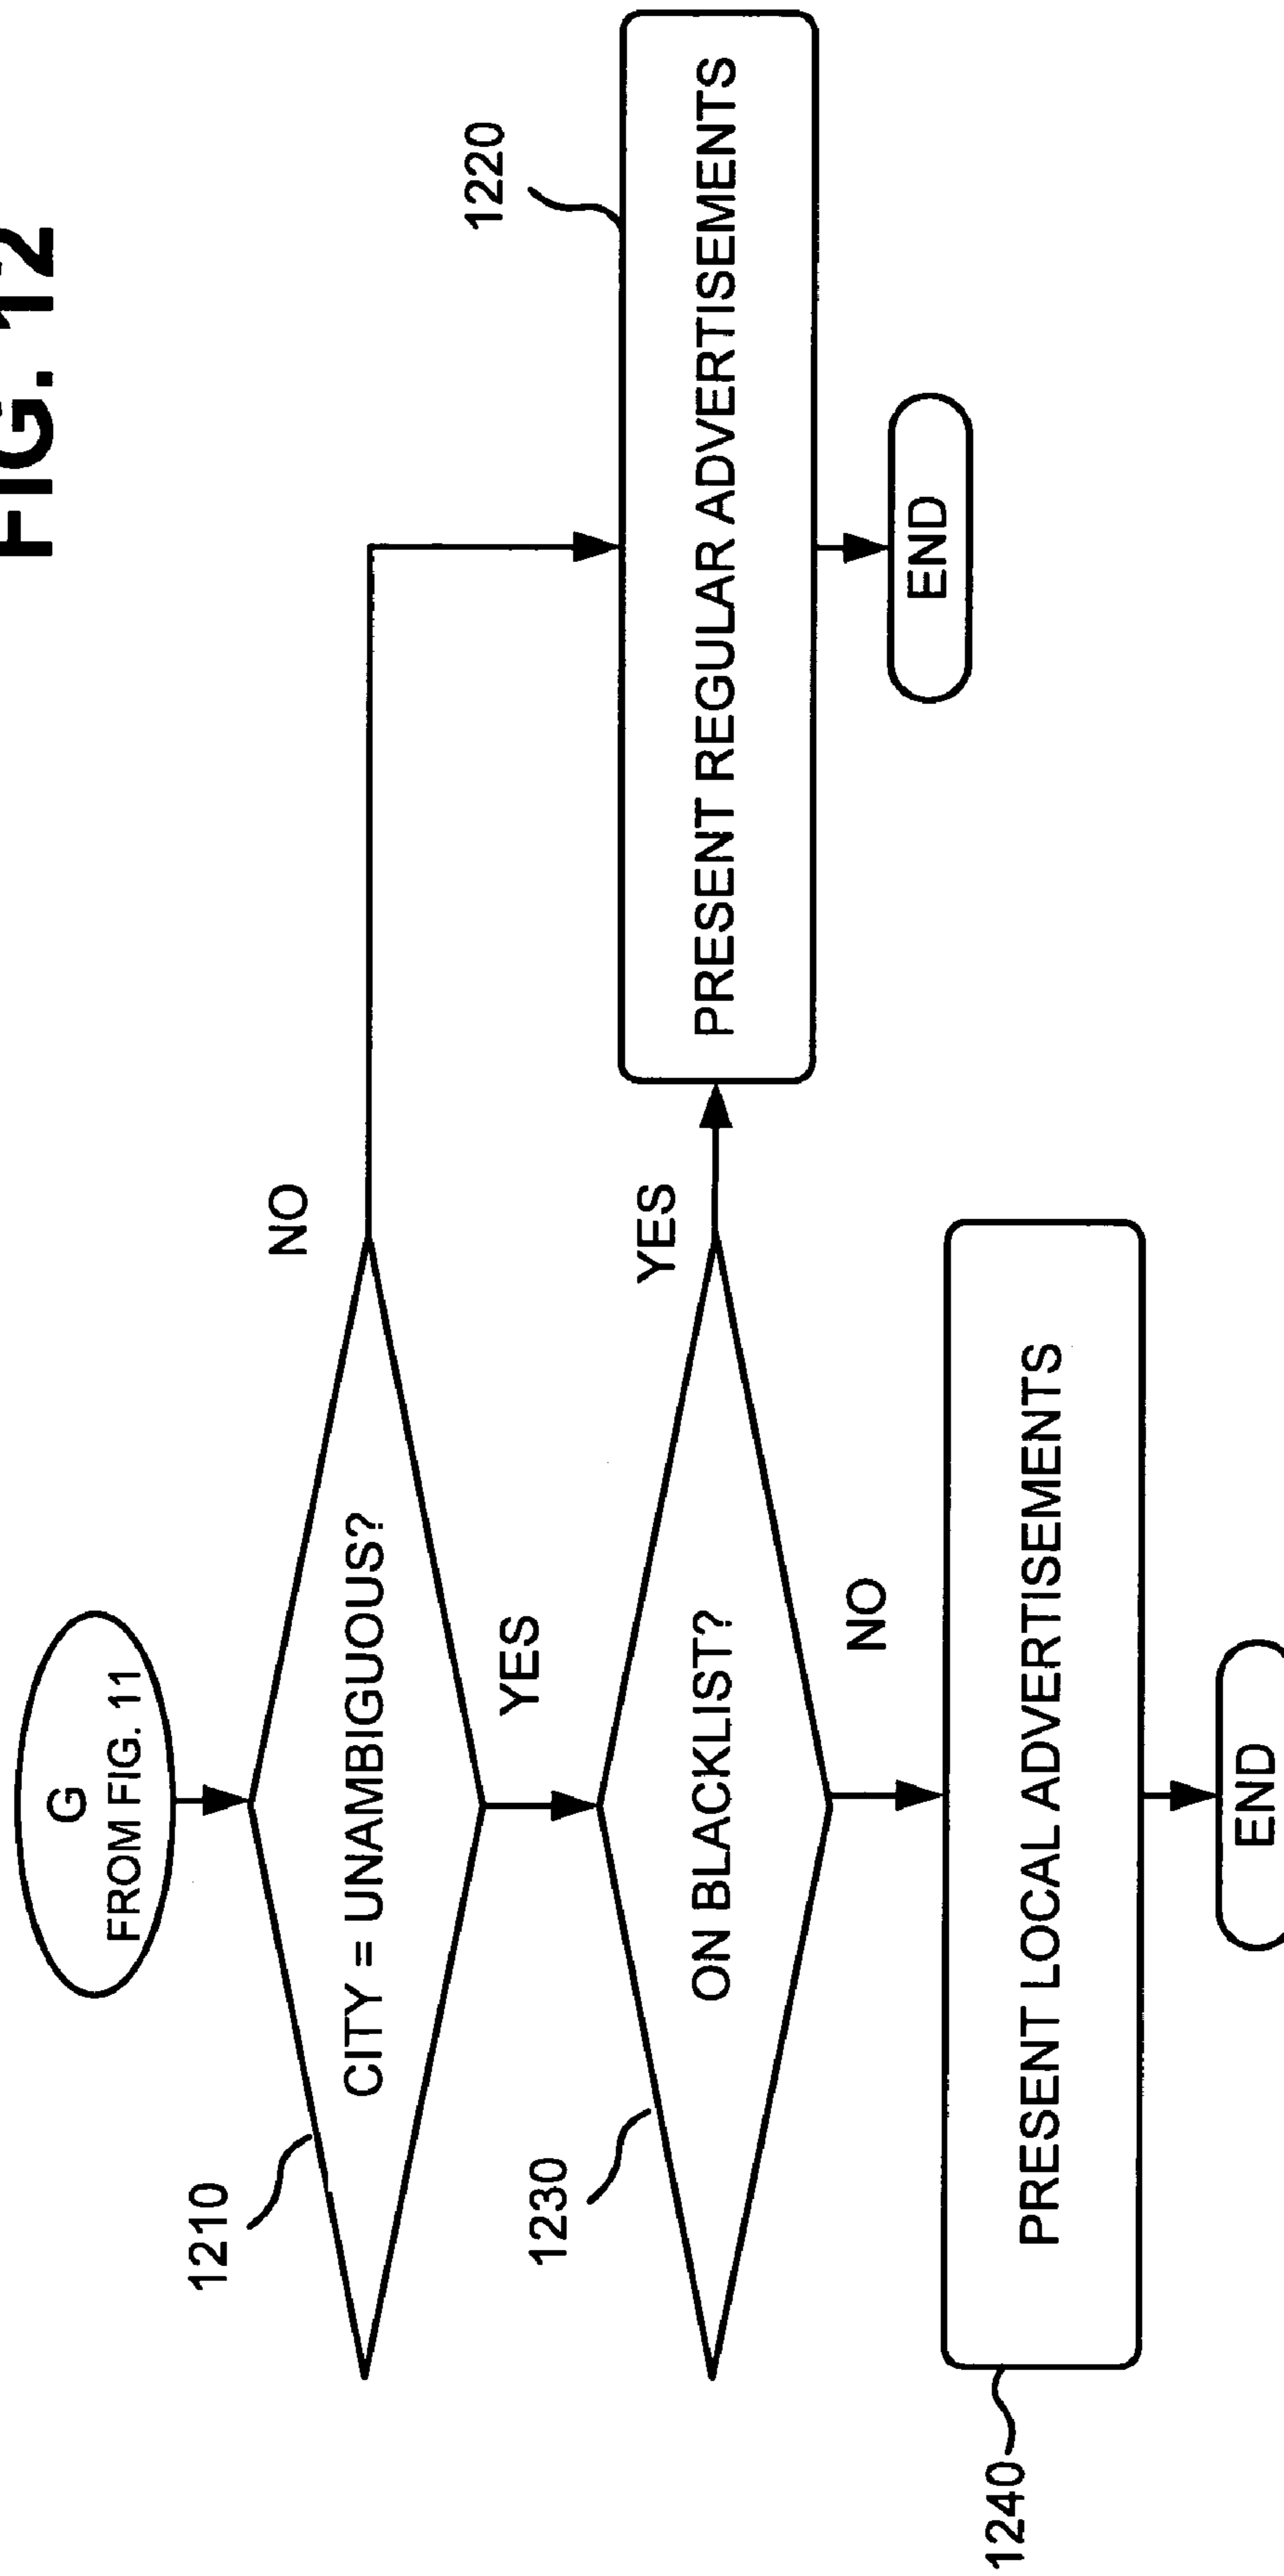 FIG. 12
G
FROM FIG. 11
1210
CITY = UNAMBIGUOUS?
NO
YES
1220
1230
ON BLACKLIST?
YES
PRESENT REGULAR ADVERTISEMENTS
NO
END
1240
PRESENT LOCAL ADVERTISEMENTS
END